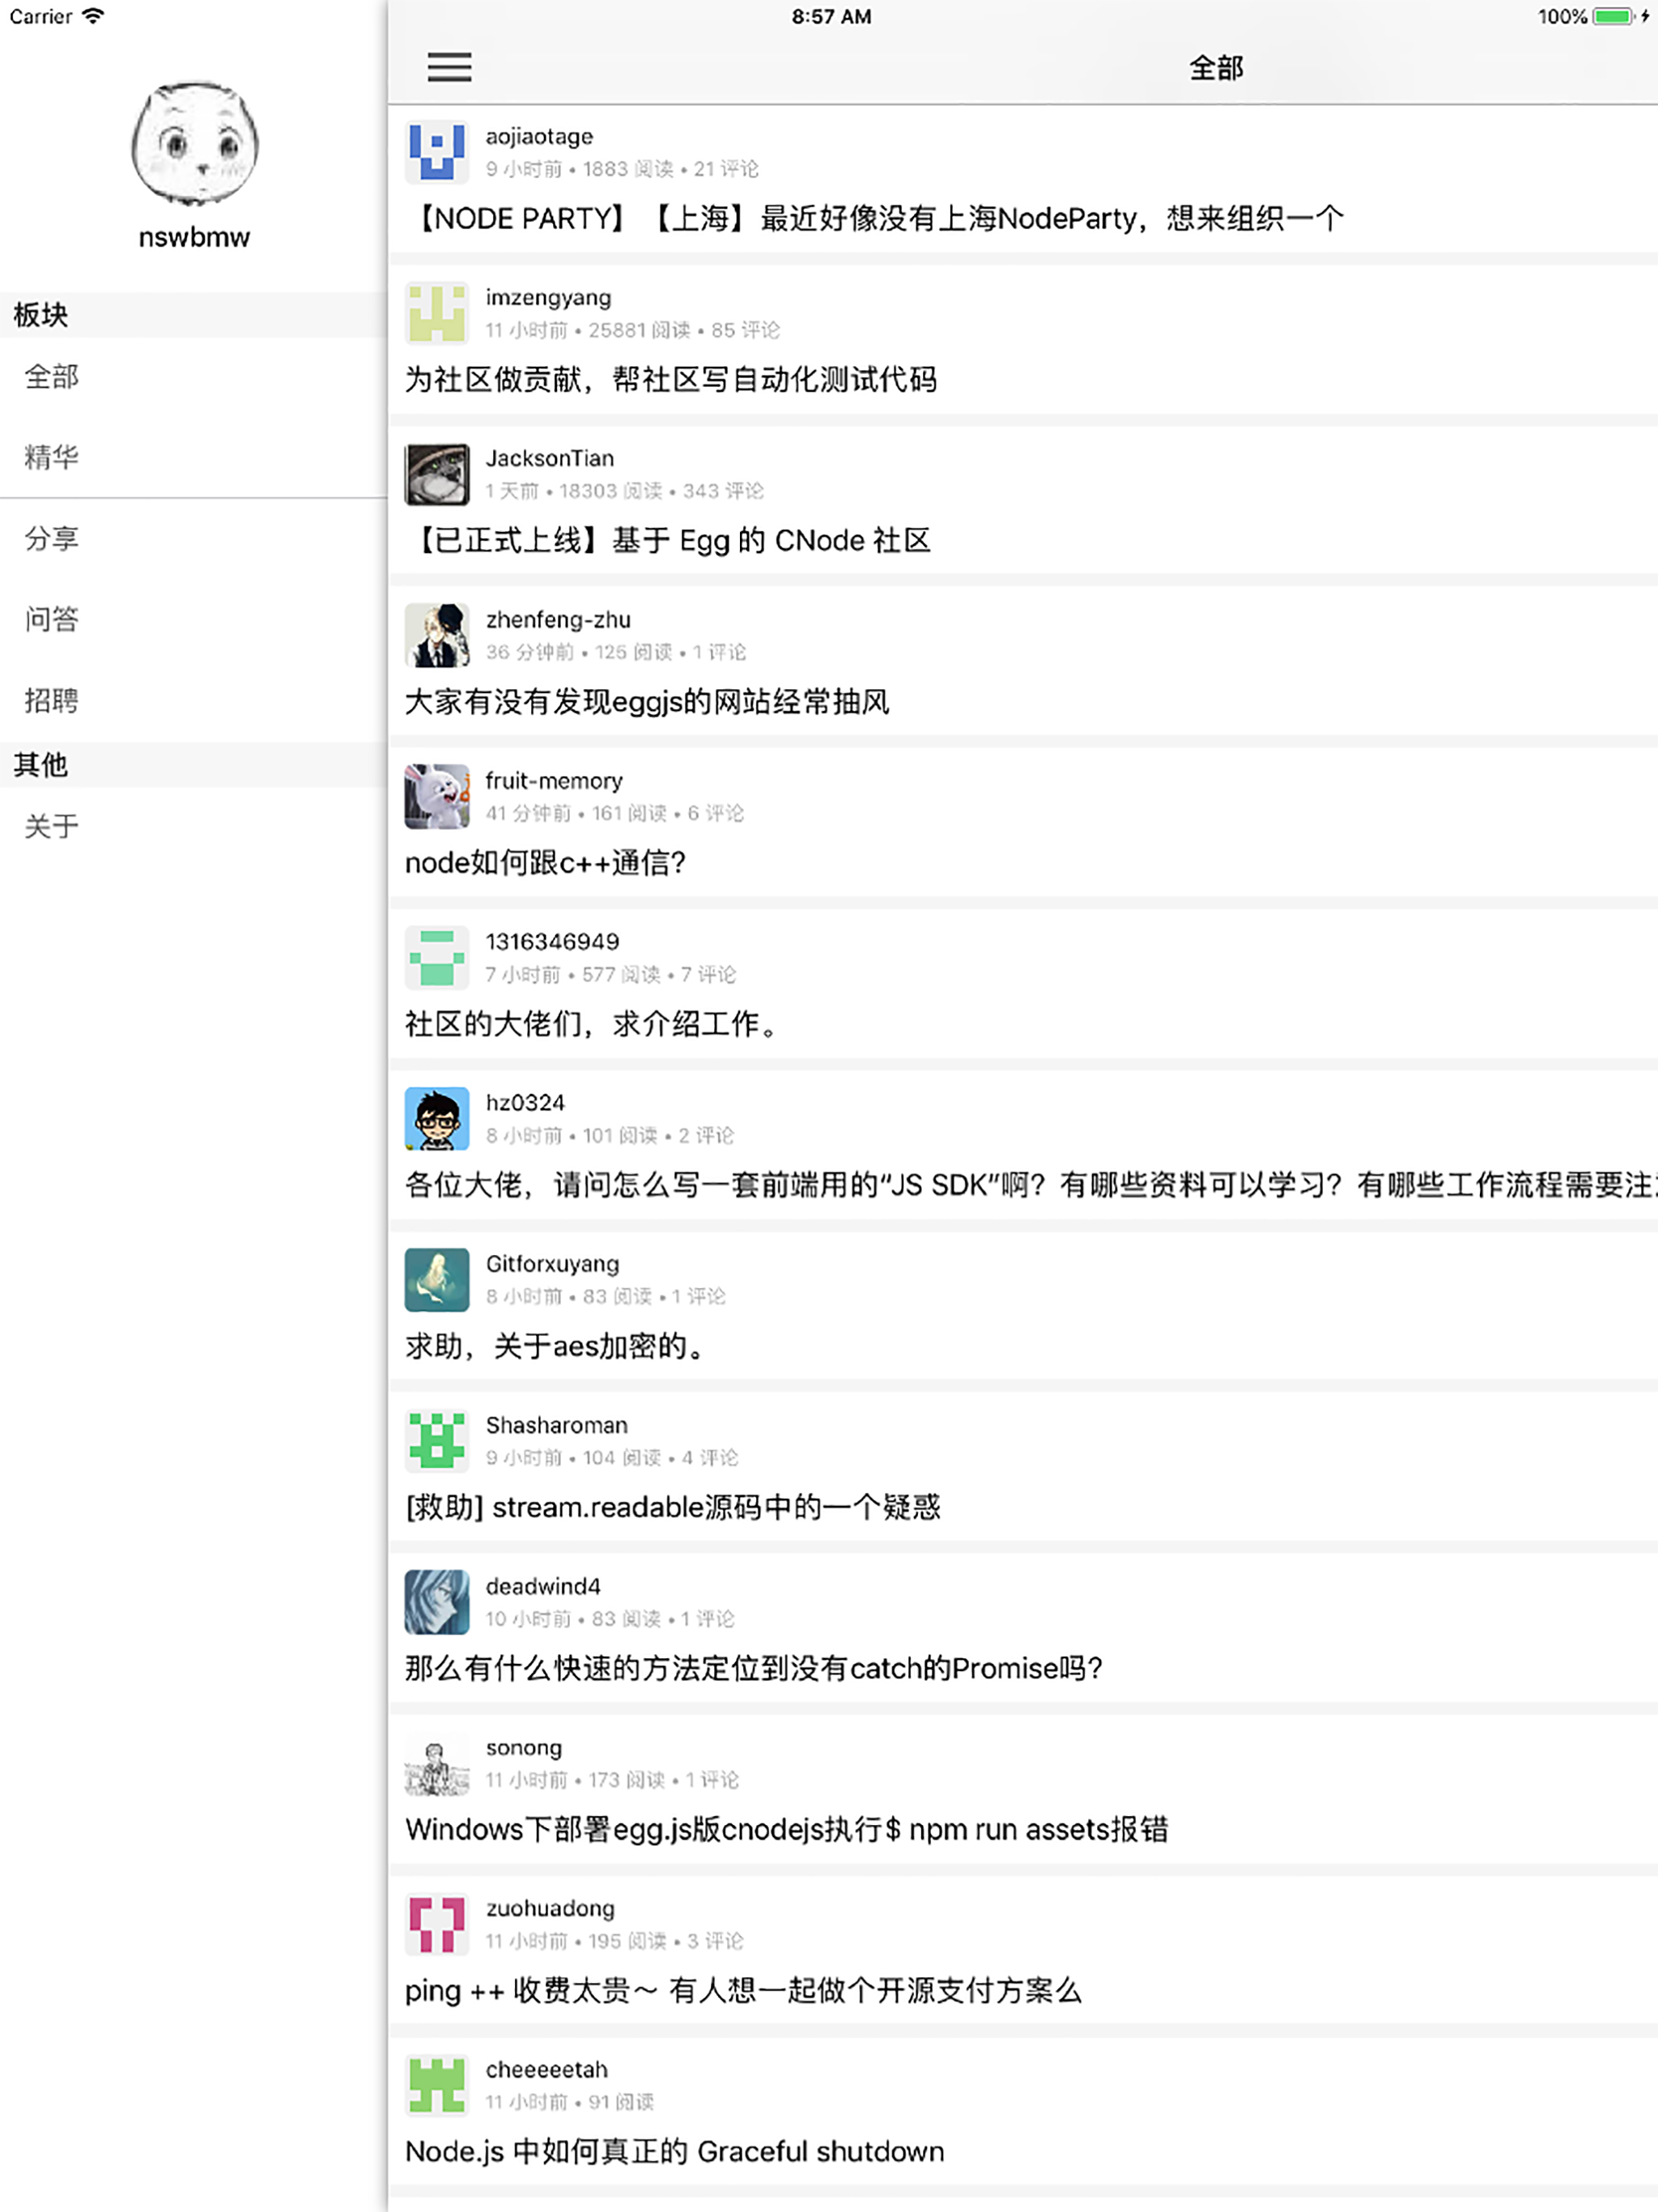 Carrier
8:57 AM
100%
nswbmw
板块
全部
精华
分享
问答
招聘
其他
关于
全部
aojiaotage
9 小时前 • 1883 阅读 • 21 评论
【NODE PARTY】【上海】最近好像没有上海NodeParty，想来组织一个
imzengyang
11 小时前 • 25881 阅读 • 85 评论
为社区做贡献，帮社区写自动化测试代码
JacksonTian
1 天前 • 18303 阅读 • 343 评论
【已正式上线】基于 Egg 的 CNode 社区
zhenfeng-zhu
36 分钟前 • 125 阅读 • 1 评论
大家有没有发现eggjs的网站经常抽风
fruit-memory
41 分钟前 • 161 阅读 • 6 评论
node如何跟c++通信？
1316346949
7 小时前 • 577 阅读 • 7 评论
社区的大佬们，求介绍工作。
hz0324
8 小时前 • 101 阅读 • 2 评论
各位大佬，请问怎么写一套前端用的“JS SDK”啊？有哪些资料可以学习？有哪些工作流程需要注
Gitforxuyang
8 小时前 • 83 阅读 • 1 评论
求助，关于aes加密的。
Shasharoman
9 小时前 • 104 阅读 • 4 评论
[救助] stream.readable源码中的一个疑惑
deadwind4
10 小时前 • 83 阅读 • 1 评论
那么有什么快速的方法定位到没有catch的Promise吗？
sonong
11 小时前 • 173 阅读 • 1 评论
Windows下部署egg.js版cnodejs执行$ npm run assets报错
zuohuadong
11 小时前 • 195 阅读 • 3 评论
ping ++ 收费太贵～ 有人想一起做个开源支付方案么
cheeeeetah
11 小时前 • 91 阅读
Node.js 中如何真正的 Graceful shutdown